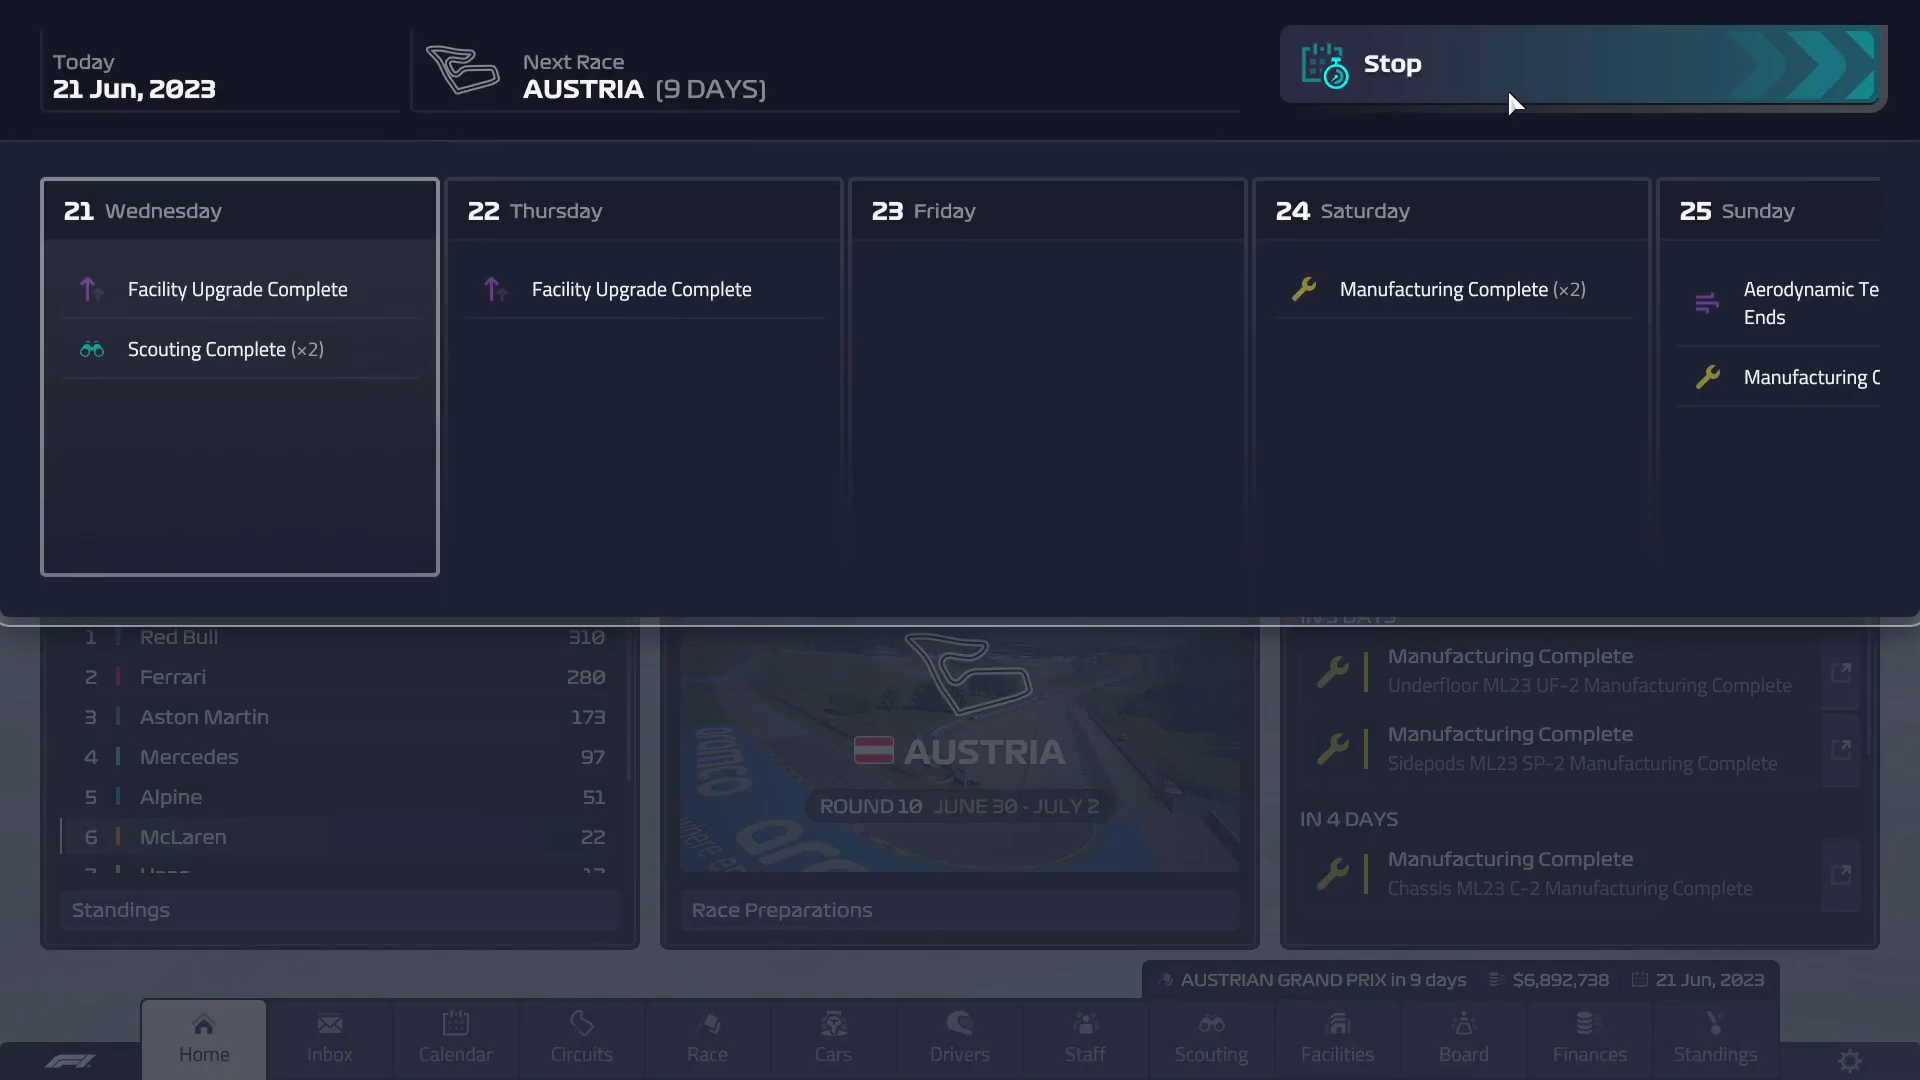 Today
21 Jun, 2023
Next Race
AUSTRIA [9 DAYS]
Stop
21 Wednesday
Facility Upgrade Complete
Scouting Complete (×2)
22 Thursday
Facility Upgrade Complete
23 Friday
24 Saturday
Manufacturing Complete (×2)
25 Sunday
Aerodynamic Te
Ends
Manufacturing C
1 Red Bull 310
2 Ferrari 280
3 Aston Martin 173
4 Mercedes 97
5 Alpine 51
6 McLaren 22
Standings
AUSTRIA
ROUND 10 JUNE 30 - JULY 2
aramco
Race Preparations
Manufacturing Complete
Underfloor ML23 UF-2 Manufacturing Complete
Manufacturing Complete
Sidepods ML23 SP-2 Manufacturing Complete
IN 4 DAYS
Manufacturing Complete
Chassis ML23 C-2 Manufacturing Complete
AUSTRIAN GRAND PRIX in 9 days $6,892,738 21 Jun, 2023
Home
Inbox
Calendar
Circuits
Race
Cars
Drivers
Staff
Scouting
Facilities
Board
Finances
Standings